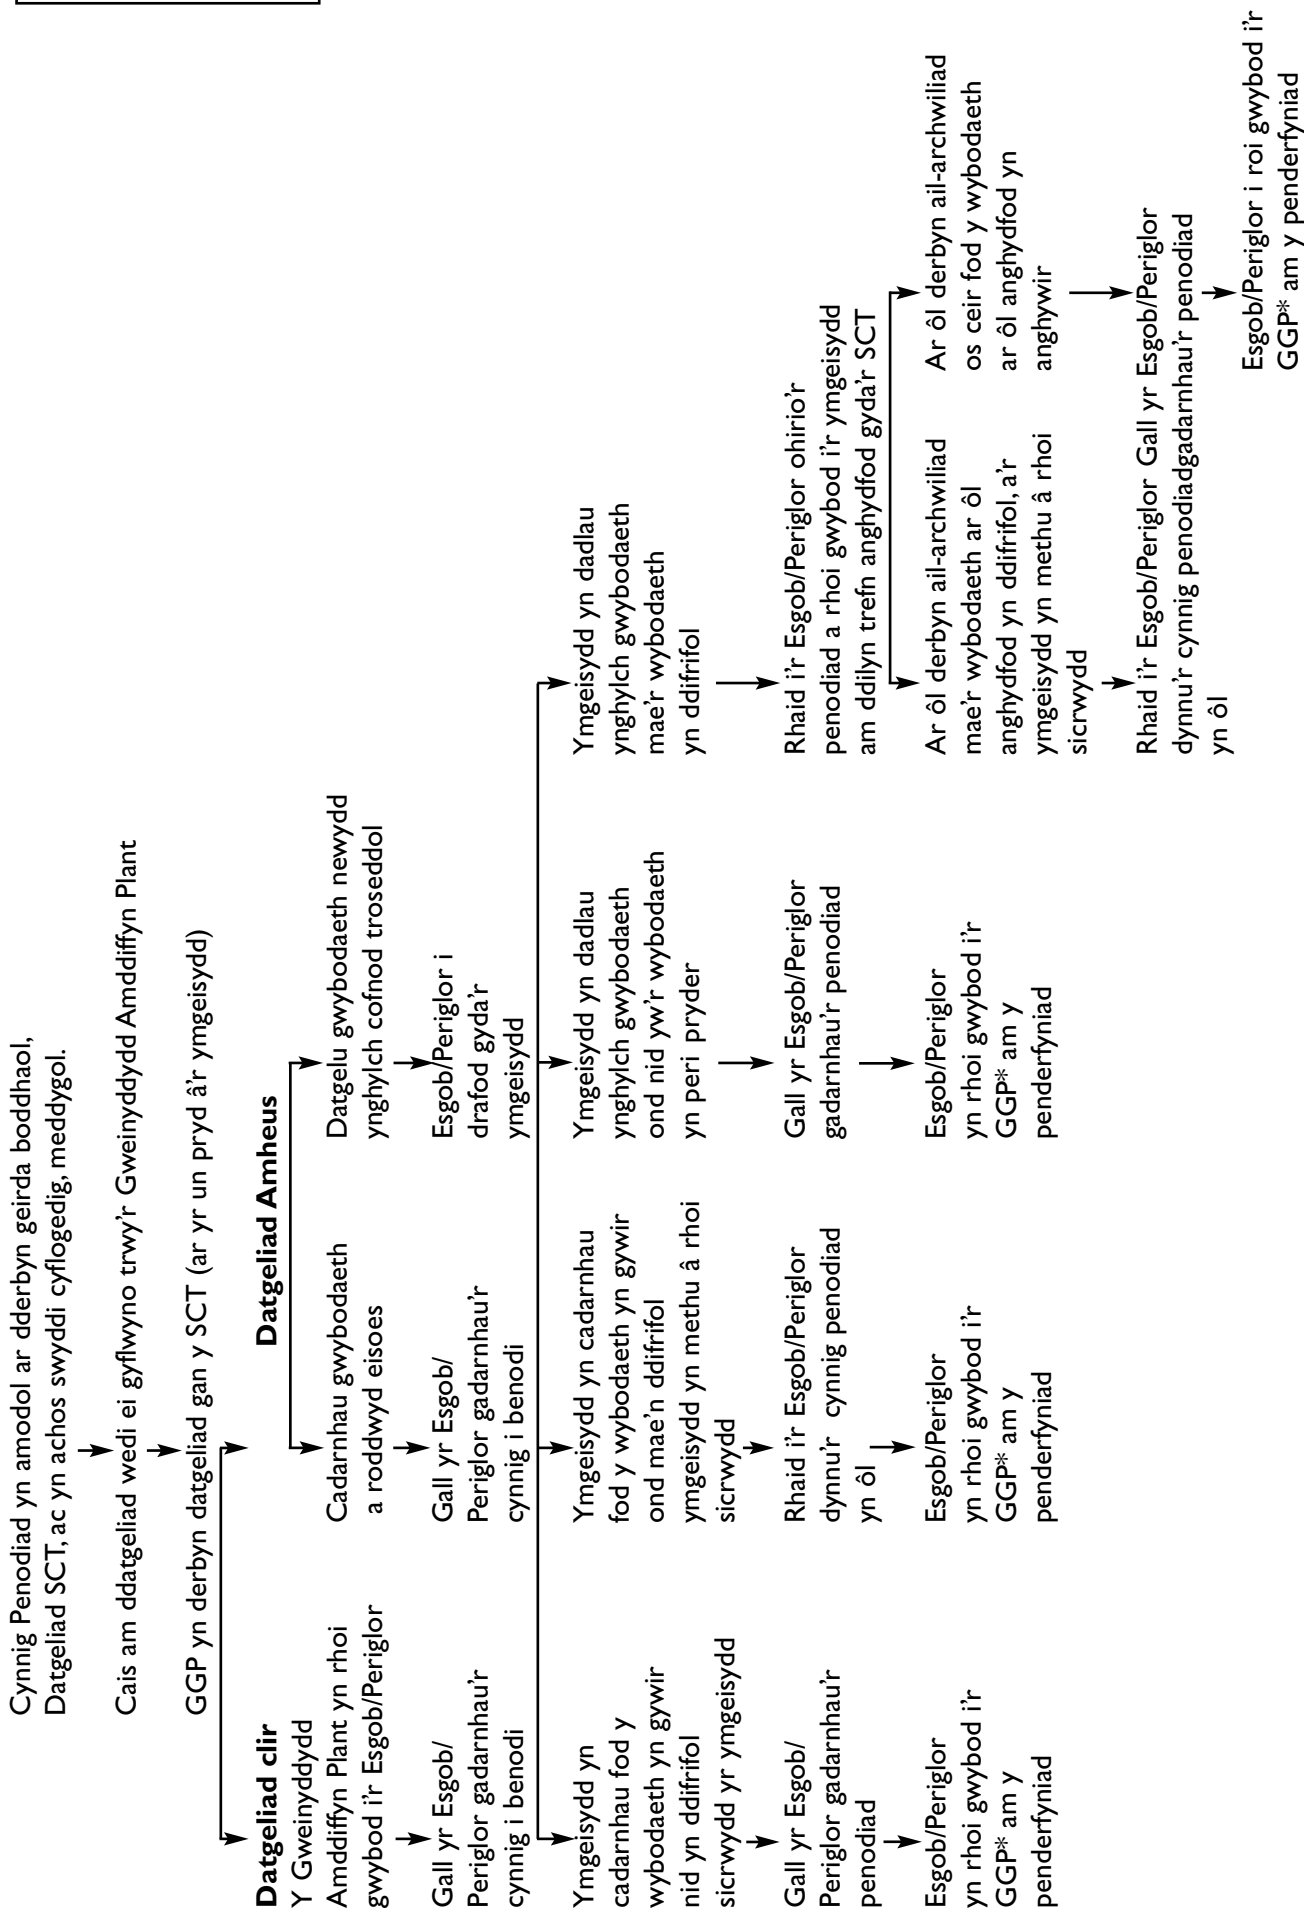 Cynnig Penodiad yn amodol ar dderbyn geirda boddhaol,
Datgeliad SCT, ac yn achos swyddi cyflogedig, meddygol.
Cais am ddatgeliad wedi ei gyflwyno trwy'r Gweinyddydd Amddiffyn Plant
GGP yn derbyn datgeliad gan y SCT (ar yr un pryd â'r ymgeisydd)
Datgeliad clir
Y Gweinyddydd
Amddiffyn Plant yn rhoi
gwybod i'r Esgob/Periglor
Gall yr Esgob/
Periglor gadarnhau'r
cynnig i benodi
Datgeliad Amheus
Cadarnhau gwybodaeth
a roddwyd eisoes
Gall yr Esgob/
Periglor gadarnhau'r
cynnig i benodi
Datgelu gwybodaeth newydd
ynghylch cofnod troseddol
Esgob/Periglor i
drafod gyda'r
ymgeisydd
Ymgeisydd yn
cadarnhau fod y
wybodaeth yn gywir
nid yn ddifrifol
sicrwydd yr ymgeisydd
Gall yr Esgob/
Periglor gadarnhau'r
penodiad
Esgob/Periglor
yn rhoi gwybod i'r
GGP* am y
penderfyniad
Ymgeisydd yn cadarnhau
fod y wybodaeth yn gywir
ond mae'n ddifrifol
ymgeisydd yn methu â rhoi
sicrwydd
Rhaid i'r Esgob/Periglor
dynnu'r cynnig penodiad
yn ôl
Esgob/Periglor
yn rhoi gwybod i'r
GGP* am y
penderfyniad
Ymgeisydd yn dadlau
ynghylch gwybodaeth
ond nid yw'r wybodaeth
yn peri pryder
Gall yr Esgob/Periglor
gadarnhau'r penodiad
Esgob/Periglor
yn rhoi gwybod i'r
GGP* am y
penderfyniad
Ymgeisydd yn dadlau
ynghylch gwybodaeth
mae'r wybodaeth
yn ddifrifol
Rhaid i'r Esgob/Periglor ohirio'r
penodiad a rhoi gwybod i'r ymgeisydd
am ddilyn trefn anghydfod gyda'r SCT
Ar ôl derbyn ail-archwiliad
mae'r wybodaeth ar ôl
anghydfod yn ddifrifol, a'r
ymgeisydd yn methu â rhoi
sicrwydd
Ar ôl derbyn ail-archwiliad
os ceir fod y wybodaeth
ar ôl anghydfod yn
anghywir
Rhaid i'r Esgob/Periglor Gall yr Esgob/Periglor
dynnu'r cynnig penodiadgadarnhau'r penodiad
yn ôl
Esgob/Periglor i roi gwybod i'r
GGP* am y penderfyniad